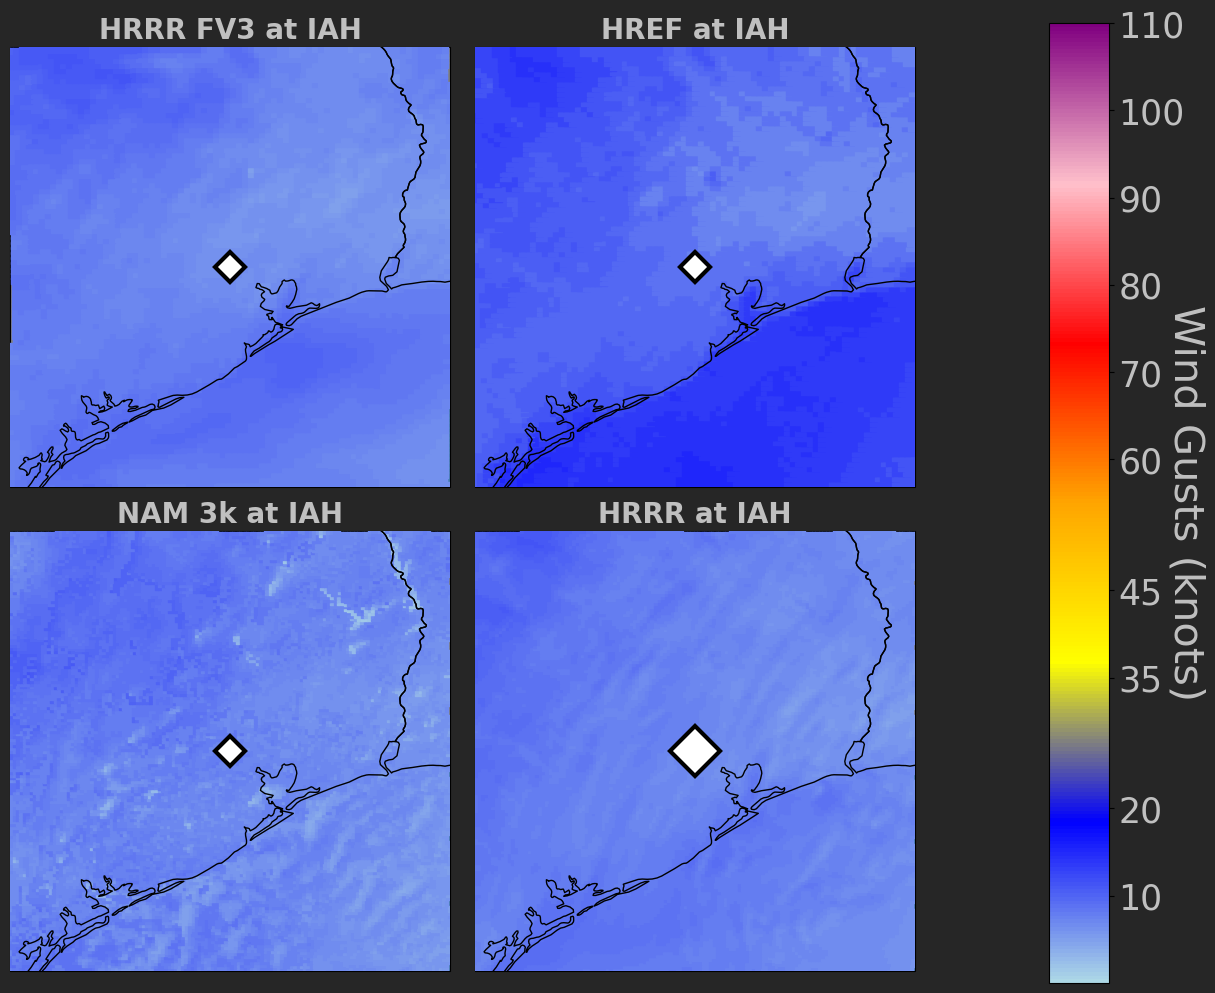 HRRR FV3 at IAH
HREF at IAH
NAM 3k at IAH
HRRR at IAH
110
100
90
80
70
60
45
35
20
10
Wind Gusts (knots)